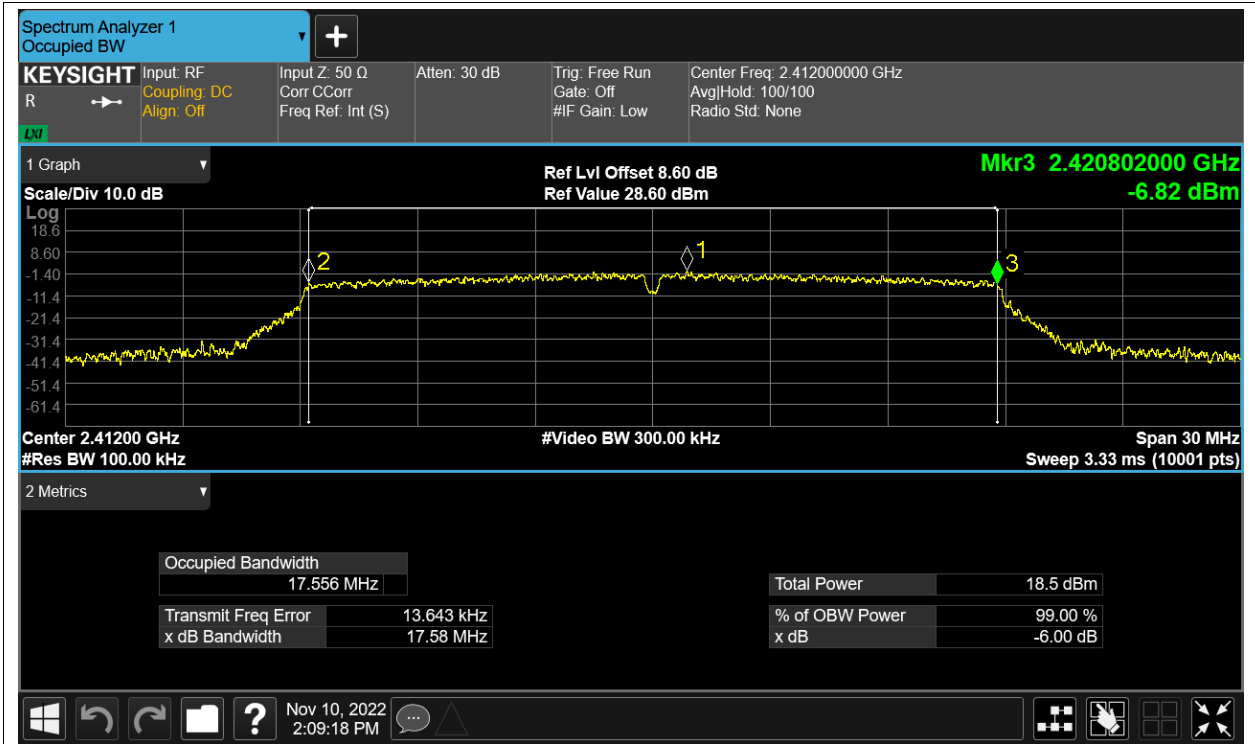 Spectrum Analyzer 1
Occupied BW
+
KEYSIGHT
R
LXI
Input: RF
Coupling: DC
Align: Off
Input Z: 50 Ω
Corr CCorr
Freq Ref: Int (S)
Atten: 30 dB
Trig: Free Run
Gate: Off
#IF Gain: Low
Center Freq: 2.412000000 GHz
Avg|Hold: 100/100
Radio Std: None
1 Graph
Scale/Div 10.0 dB
Ref Lvl Offset 8.60 dB
Ref Value 28.60 dBm
Mkr3 2.420802000 GHz
-6.82 dBm
Log
18.6
8.60
-1.40
-11.4
-21.4
-31.4
-41.4
-51.4
-61.4
2
1
3
Center 2.41200 GHz
#Video BW 300.00 kHz
Span 30 MHz
#Res BW 100.00 kHz
Sweep 3.33 ms (10001 pts)
2 Metrics
Occupied Bandwidth
17.556 MHz
Transmit Freq Error 13.643 kHz
x dB Bandwidth 17.58 MHz
Total Power 18.5 dBm
% of OBW Power 99.00 %
x dB -6.00 dB
?
Nov 10, 2022
2:09:18 PM